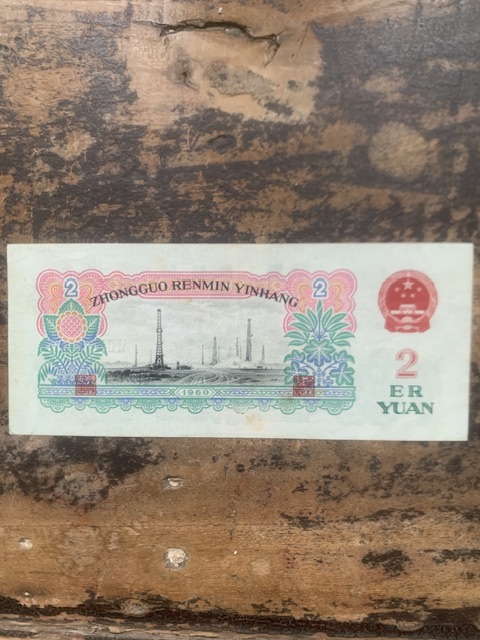 2
2
ZHONGGUO RENMIN YINHANG
1960
2
ER
YUAN